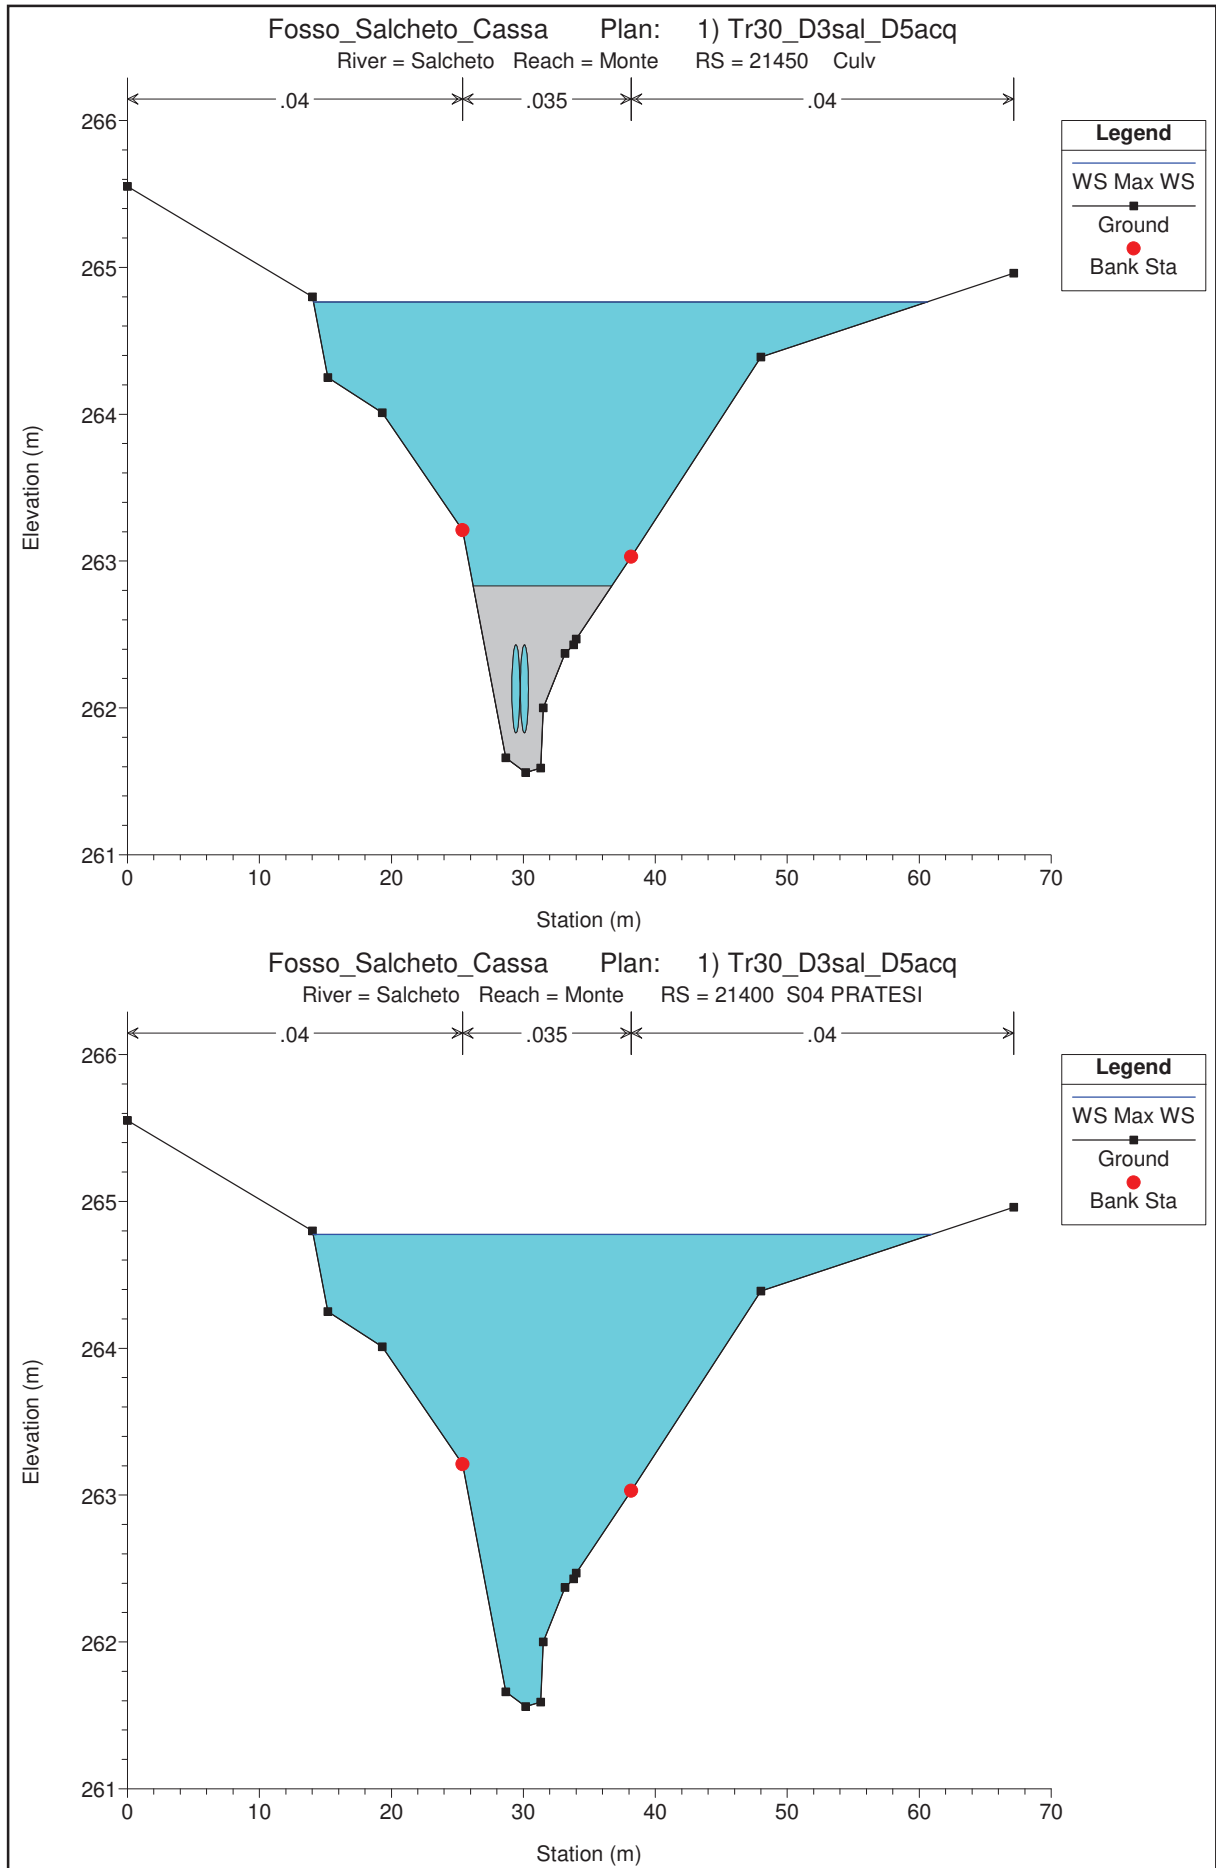 Fosso_Salcheto_Cassa Plan: 1) Tr30_D3sal_D5acq
River = Salcheto Reach = Monte RS = 21450 Culv
.04 .035 .04
266
265
264
263
262
261
Elevation (m)
0 10 20 30 40 50 60 70
Station (m)
Legend
WS Max WS
Ground
Bank Sta
Fosso_Salcheto_Cassa Plan: 1) Tr30_D3sal_D5acq
River = Salcheto Reach = Monte RS = 21400 S04 PRATESI
.04 .035 .04
266
265
264
263
262
261
Elevation (m)
0 10 20 30 40 50 60 70
Station (m)
Legend
WS Max WS
Ground
Bank Sta